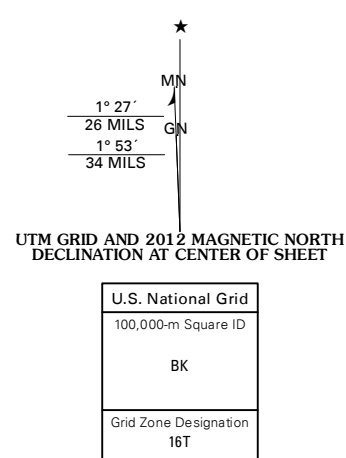 ★
MN
1° 27´
26 MILS
GN
1° 53´
34 MILS
UTM GRID AND 2012 MAGNETIC NORTH
DECLINATION AT CENTER OF SHEET
U.S. National Grid
100,000-m Square ID
BK
Grid Zone Designation
16T